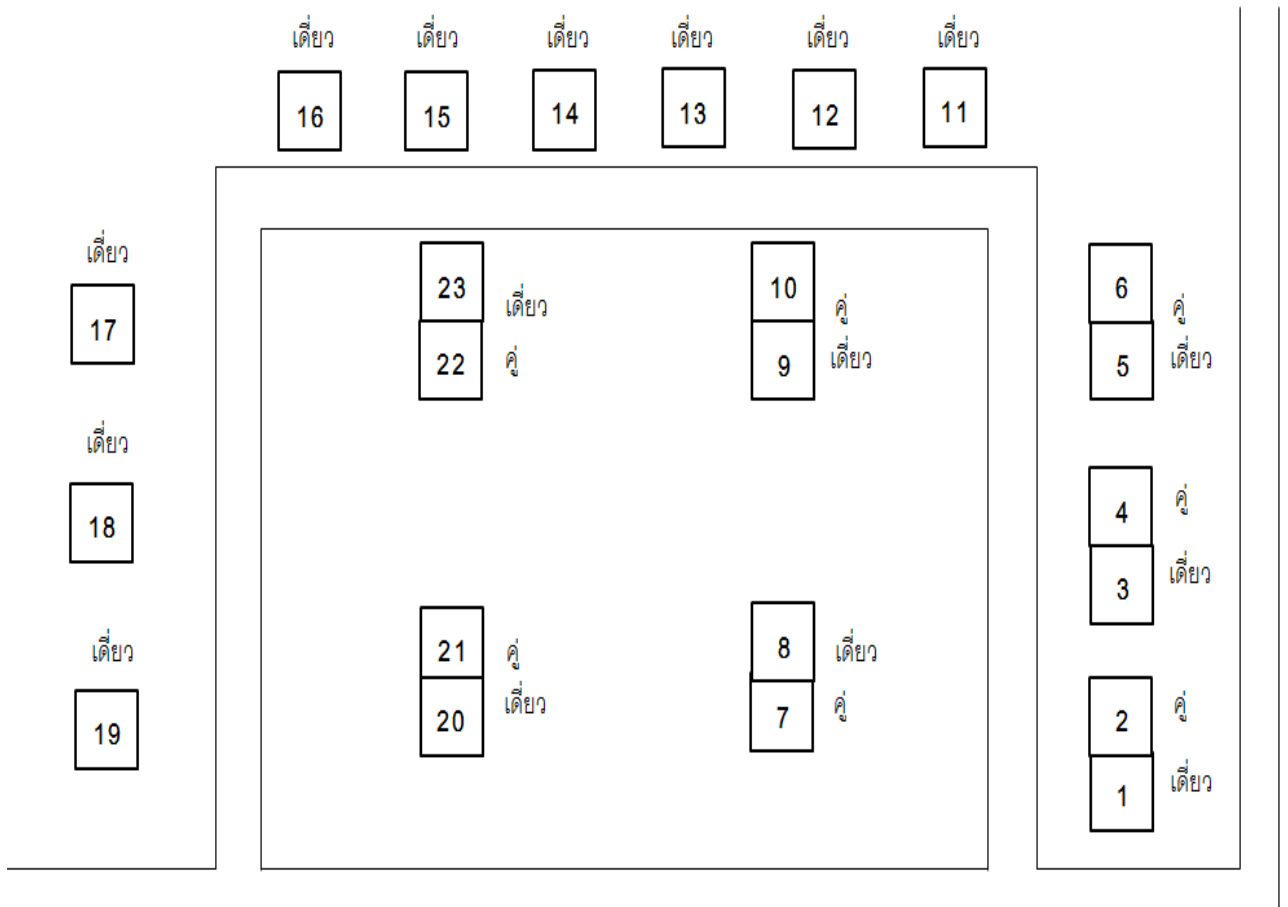 เดี่ยว เดี่ยว เดี่ยว เดี่ยว เดี่ยว เดี่ยว
16 15 14 13 12 11
เดี่ยว
17
เดี่ยว
18
เดี่ยว
19
23 เดี่ยว
22 คู่
21 คู่
20 เดี่ยว
10 คู่
9 เดี่ยว
8 เดี่ยว
7 คู่
6 คู่
5 เดี่ยว
4 คู่
3 เดี่ยว
2 คู่
1 เดี่ยว